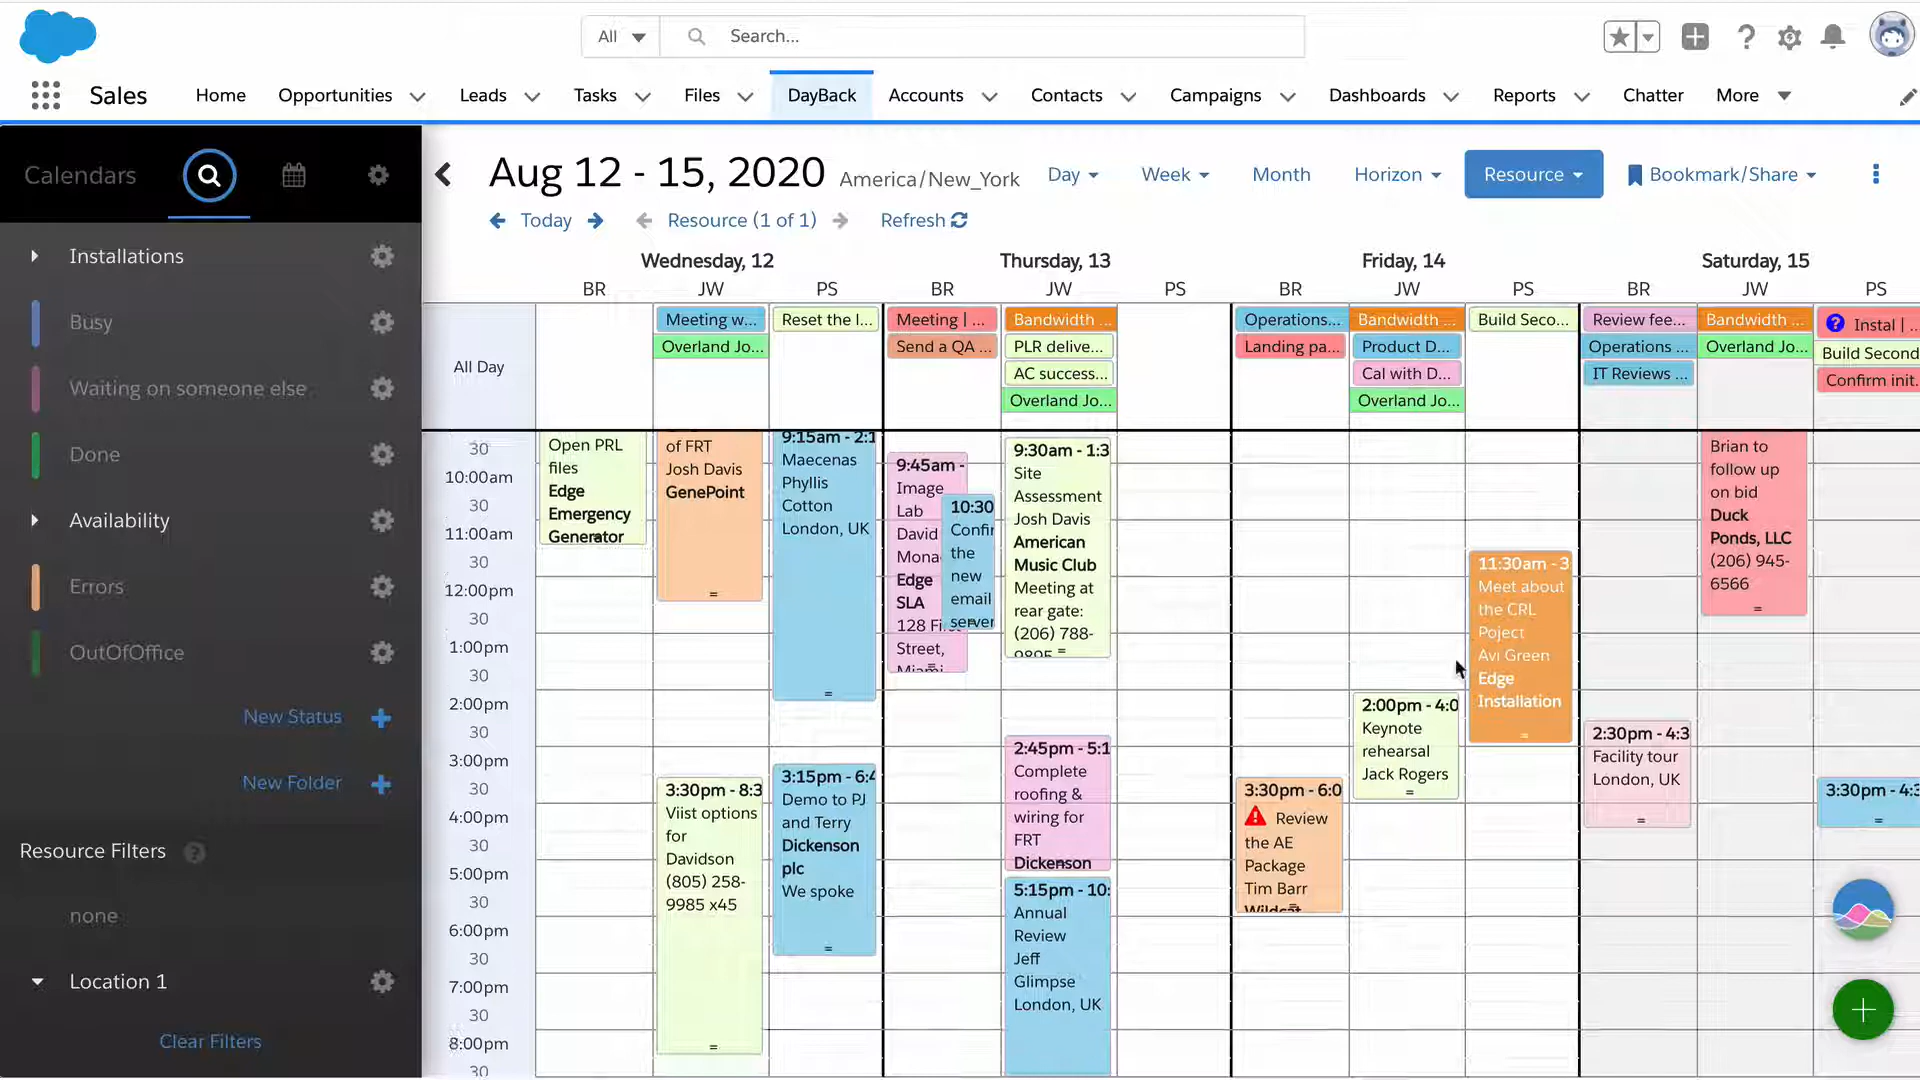 All
Search...
Sales
Home
Opportunities
Leads
Tasks
Files
DayBack
Accounts
Contacts
Campaigns
Dashboards
Reports
Chatter
More
Calendars
Installations
Busy
Waiting on someone else
Done
Availability
Errors
OutOfOffice
New Status
New Folder
Resource Filters ?
none
Location 1
Clear Filters
Aug 12 - 15, 2020 America/New_York
Day
Week
Month
Horizon
Resource
Bookmark/Share
Today
Resource (1 of 1)
Refresh
Wednesday, 12
Thursday, 13
Friday, 14
Saturday, 15
BR JW PS BR JW PS BR JW PS BR JW PS
All Day
Meeting w...
Overland Jo...
Reset the l...
Meeting | ...
Send a QA ...
Bandwidth ...
PLR delive...
AC success...
Overland Jo...
Operations...
Landing pa...
Bandwidth ...
Product D...
Cal with D...
Overland Jo...
Build Seco...
Review fee...
Operations ...
IT Reviews ...
Bandwidth ...
Overland Jo...
? Instal | ...
Build Second
Confirm init.
30
10:00am
30
11:00am
30
12:00pm
30
1:00pm
30
2:00pm
30
3:00pm
30
4:00pm
30
5:00pm
30
6:00pm
30
7:00pm
30
8:00pm
30
Open PRL
files
Edge
Emergency
Generator
of FRT
Josh Davis
GenePoint
3:30pm - 8:3
Viist options
for
Davidson
(805) 258-
9985 x45
9:15am - 2:1
Maecenas
Phyllis
Cotton
London, UK
3:15pm - 6:4
Demo to PJ
and Terry
Dickenson
plc
We spoke
9:45am -
Image
Lab
David
Mona
Edge
SLA
128 Fir
Street,
Miami
10:30
Confir
the
new
email
server
9:30am - 1:3
Site
Assessment
Josh Davis
American
Music Club
Meeting at
rear gate:
(206) 788-
9895
2:45pm - 5:1
Complete
roofing &
wiring for
FRT
Dickenson
5:15pm - 10:
Annual
Review
Jeff
Glimpse
London, UK
3:30pm - 6:0
Review
the AE
Package
Tim Barr
Wildcat
2:00pm - 4:0
Keynote
rehearsal
Jack Rogers
11:30am - 3
Meet about
the CRL
Poject
Avi Green
Edge
Installation
2:30pm - 4:3
Facility tour
London, UK
Brian to
follow up
on bid
Duck
Ponds, LLC
(206) 945-
6566
3:30pm - 4:3